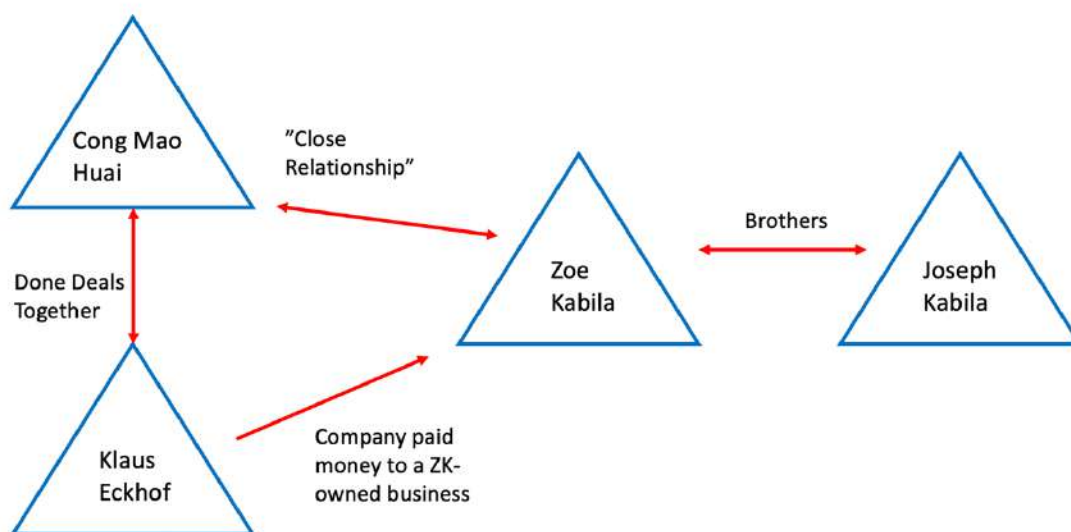 Cong Mao
Huai
”Close
Relationship”
Zoe
Kabila
Brothers
Joseph
Kabila
Done Deals
Together
Klaus
Eckhof
Company paid
money to a ZK-
owned business